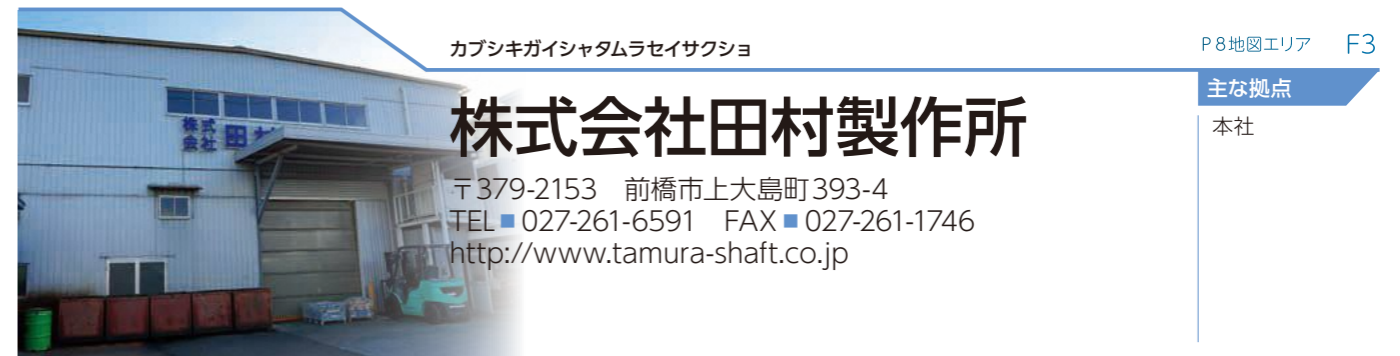 カブシキガイシャタムラセイサクショ
P8地図エリア F3
株式会社田村製作所
〒379-2153 前橋市上大島町393-4
TEL■027-261-6591 FAX■027-261-1746
http://www.tamura-shaft.co.jp
主な拠点
本社
株式
会社 田